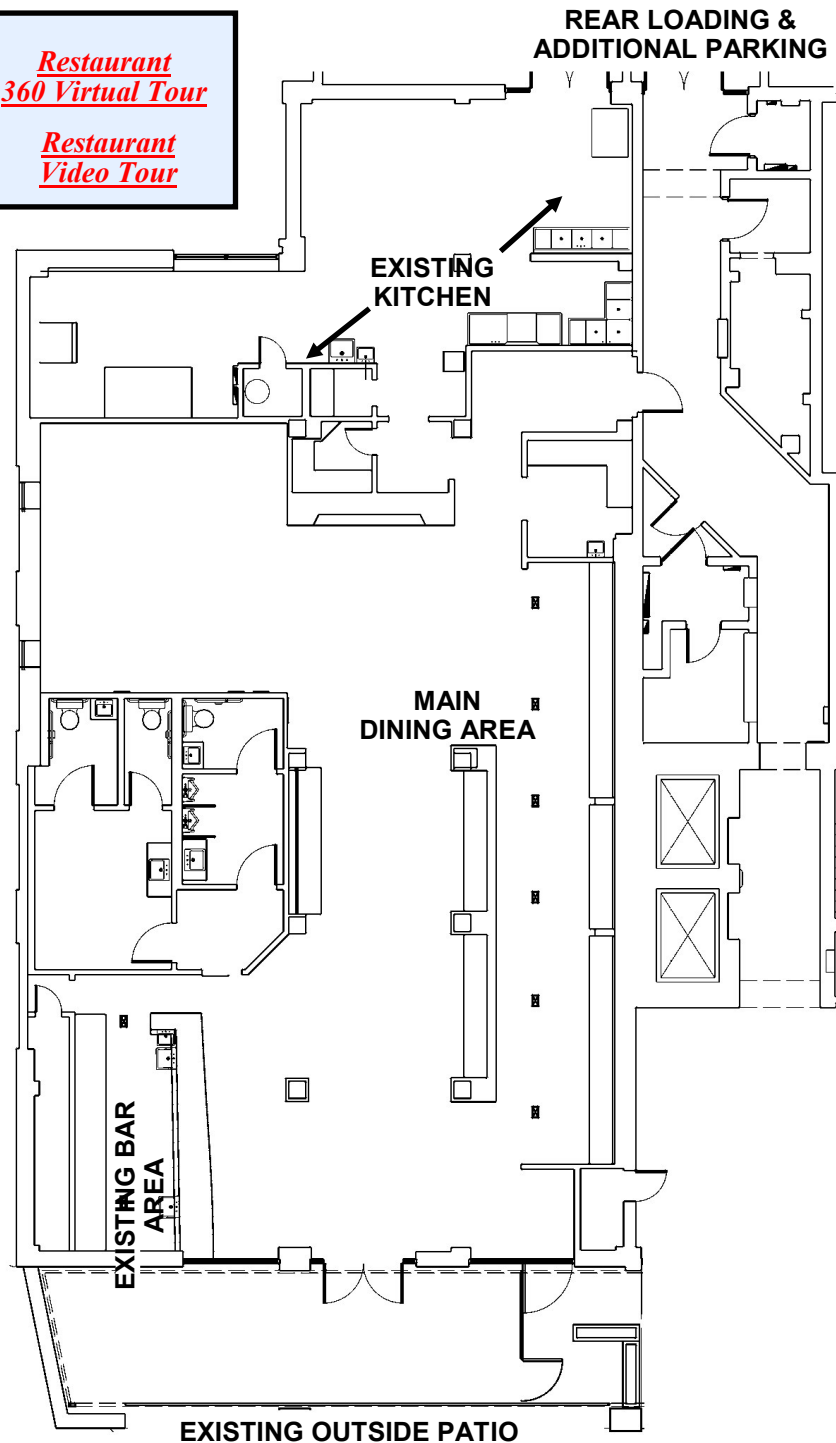 REAR LOADING &
ADDITIONAL PARKING
Restaurant
360 Virtual Tour
Restaurant
Video Tour
EXISTING
KITCHEN
MAIN
DINING AREA
EXISTING BAR
AREA
EXISTING OUTSIDE PATIO